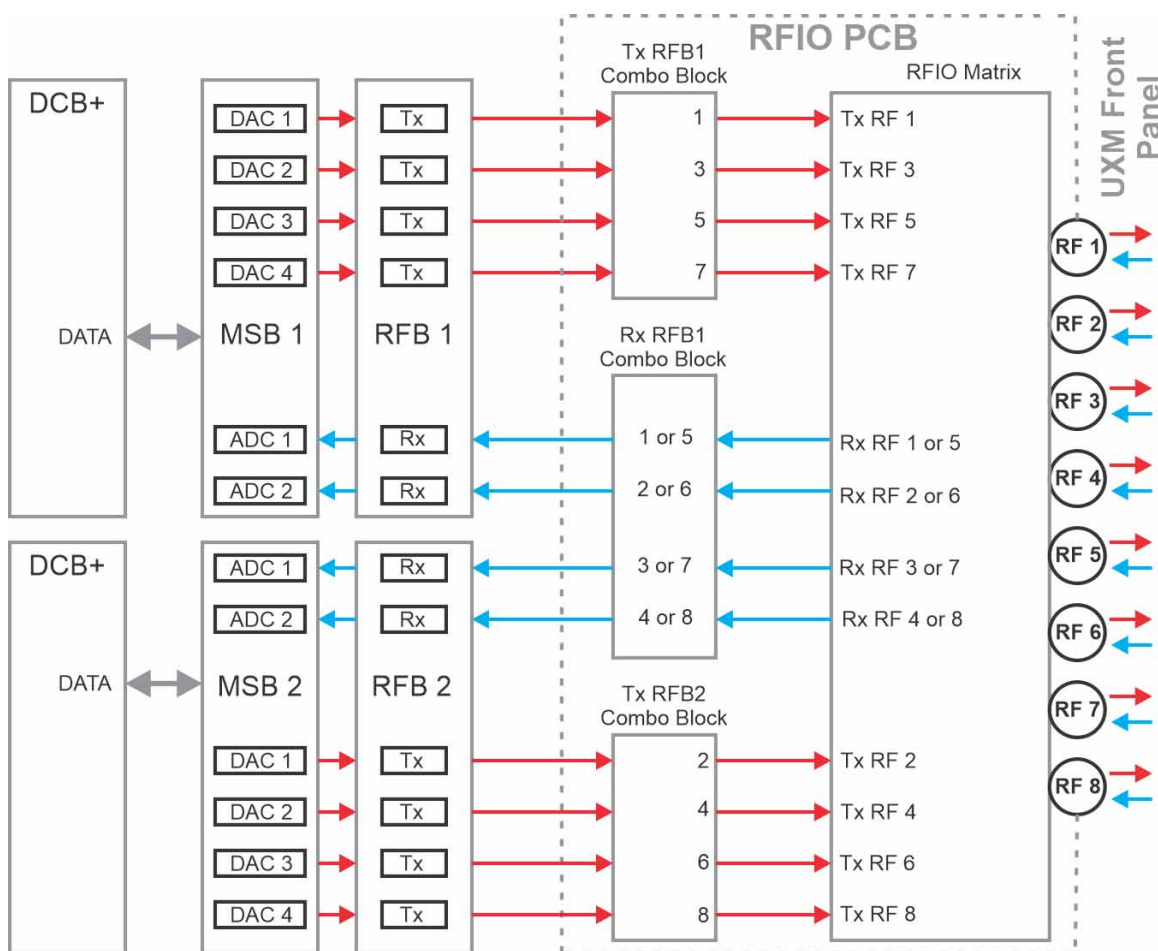 RFIO PCB
UXM Front
Panel
Tx RFB1
Combo Block
RFIO Matrix
DCB+
DAC 1
Tx
1
Tx RF 1
DAC 2
Tx
3
Tx RF 3
DAC 3
Tx
5
Tx RF 5
DAC 4
Tx
7
Tx RF 7
DATA
MSB 1
RFB 1
Rx RFB1
Combo Block
ADC 1
Rx
1 or 5
Rx RF 1 or 5
ADC 2
Rx
2 or 6
Rx RF 2 or 6
DCB+
ADC 1
Rx
3 or 7
Rx RF 3 or 7
ADC 2
Rx
4 or 8
Rx RF 4 or 8
DATA
MSB 2
RFB 2
Tx RFB2
Combo Block
DAC 1
Tx
2
Tx RF 2
DAC 2
Tx
4
Tx RF 4
DAC 3
Tx
6
Tx RF 6
DAC 4
Tx
8
Tx RF 8
RF 1
RF 2
RF 3
RF 4
RF 5
RF 6
RF 7
RF 8